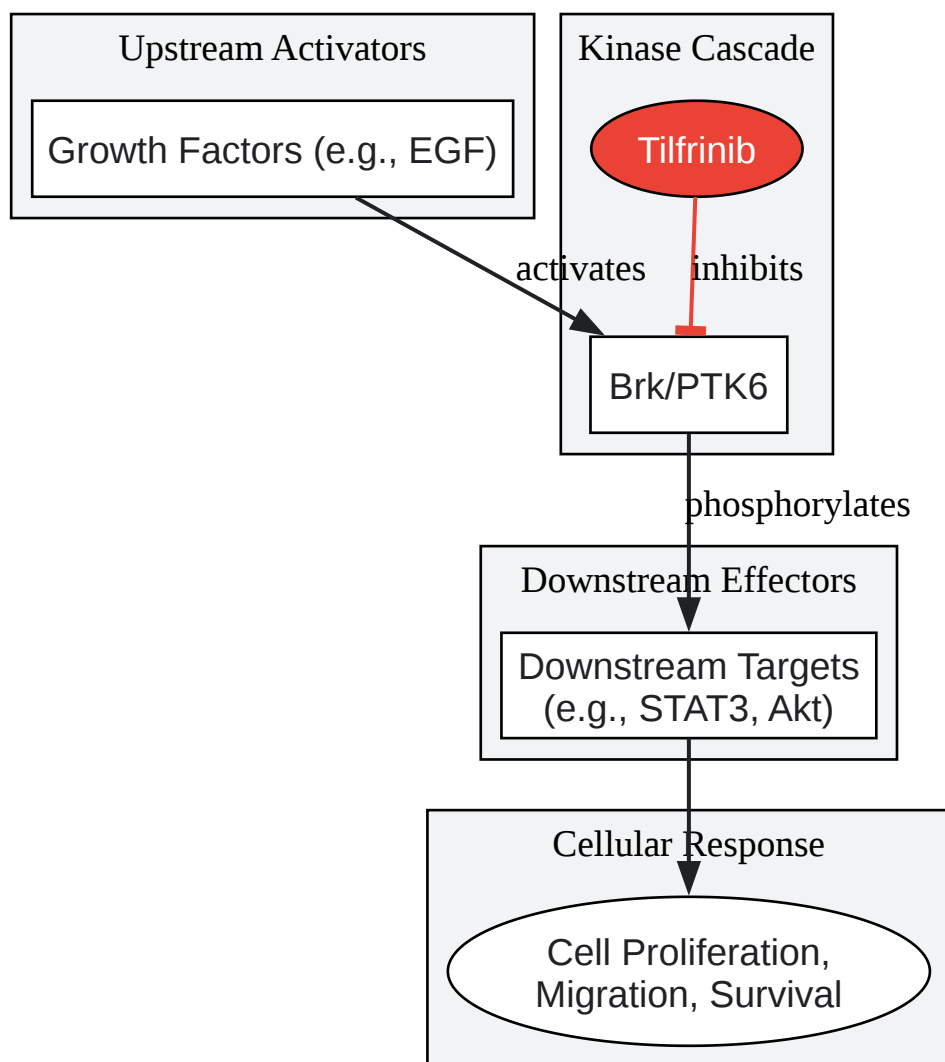 Upstream Activators
Growth Factors (e.g., EGF)
Kinase Cascade
Tilfrinib
activates
inhibits
Brk/PTK6
phosphorylates
Downstream Effectors
Downstream Targets
(e.g., STAT3, Akt)
Cellular Response
Cell Proliferation,
Migration, Survival